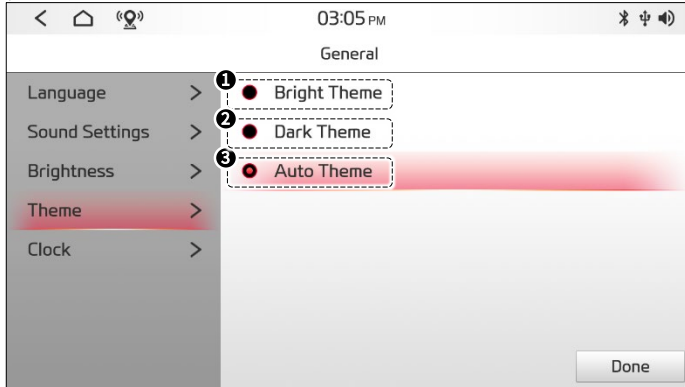 03:05 PM
General
Language
Sound Settings
Brightness
Theme
Clock
1 Bright Theme
2 Dark Theme
3 Auto Theme
Done